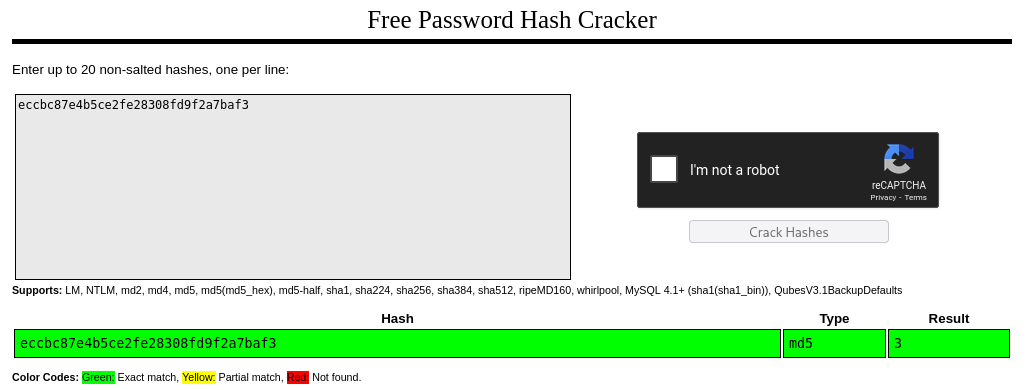 Free Password Hash Cracker
Enter up to 20 non-salted hashes, one per line:
eccbc87e4b5ce2fe28308fd9f2a7baf3
I'm not a robot
reCAPTCHA
Privacy - Terms
Crack Hashes
Supports: LM, NTLM, md2, md4, md5, md5(md5_hex), md5-half, sha1, sha224, sha256, sha384, sha512, ripeMD160, whirlpool, MySQL 4.1+ (sha1(sha1_bin)), QubesV3.1BackupDefaults
Hash Type Result
eccbc87e4b5ce2fe28308fd9f2a7baf3 md5 3
Color Codes: Green: Exact match, Yellow: Partial match, Red: Not found.